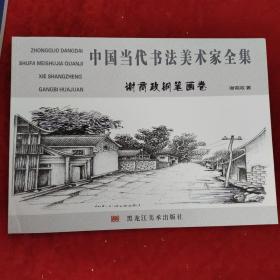 ZHONGGUO DANGDAI
SHUFA MEISHUJIA QUANJI
XIE SHANGZHENG
GANGBI HUAJUAN
中国当代书法美术家全集
谢商政钢笔画卷
谢商政 著
黑龙江美术出版社